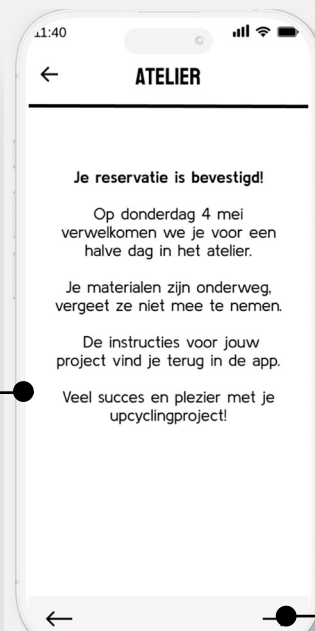 11:40
ATELIER
Je reservatie is bevestigd!
Op donderdag 4 mei
verwelkomen we je voor een
halve dag in het atelier.
Je materialen zijn onderweg,
vergeet ze niet mee te nemen.
De instructies voor jouw
project vind je terug in de app.
Veel succes en plezier met je
upcyclingproject!